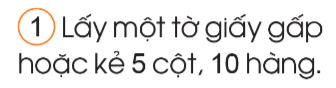 1 Lấy một tờ giấy gấp
hoặc kẻ 5 cột, 10 hàng.